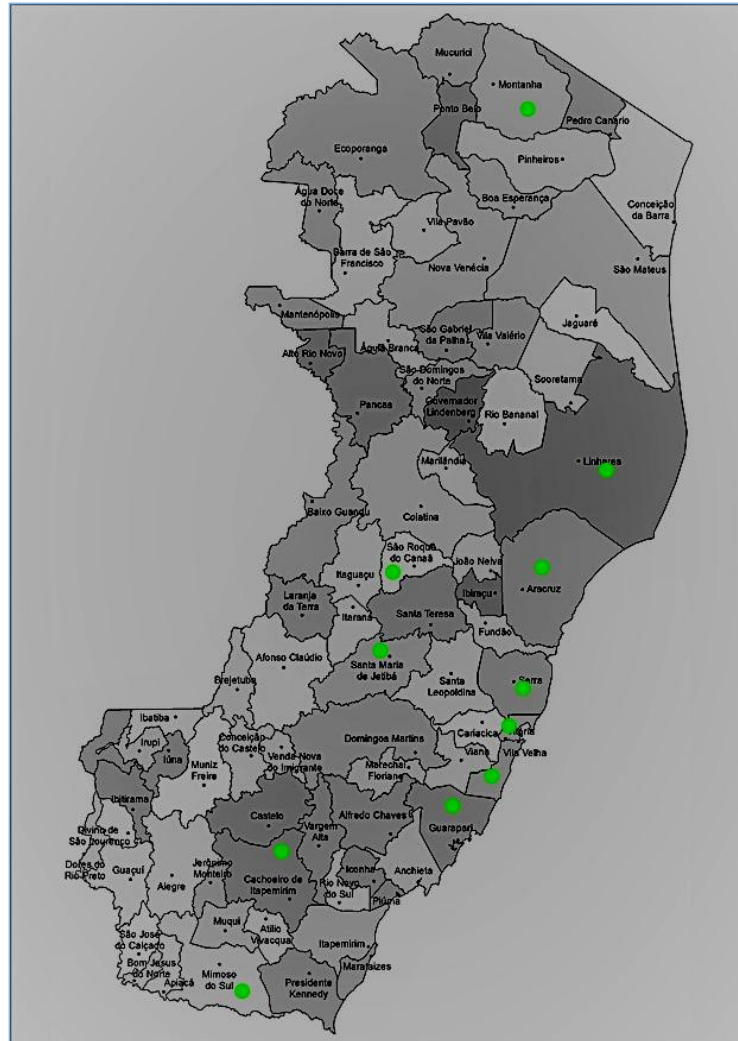 Mucurici
Montanha
Ponto Belo
Pedro Canário
Ecoporanga
Pinheiros
Água Doce
do Norte
Boa Esperança
Conceição
da Barra
Vila Pavão
Barra de São
Francisco
Nova Venécia
São Mateus
Mantenópolis
Jaguaré
São Gabriel
da Palha
Vila Valério
Águia Branca
Alto Rio Novo
São Domingos
do Norte
Sooretama
Governador
Lindenberg
Pancas
Rio Bananal
Marilândia
Linhares
Baixo Guandu
Colatina
São Roque
do Canaã
João Neiva
Itaguaçu
Ibiraçu
Aracruz
Laranja
da Terra
Itarana
Santa Teresa
Fundão
Afonso Claúdio
Santa Maria
de Jetibá
Santa
Leopoldina
Serra
Brejetuba
Ibatiba
Cariacica
Irupi
Iúna
Conceição
do Castelo
Domingos Martins
Viana
Vila Velha
Venda Nova
do Imigrante
Muniz
Freire
Marechal
Floriano
Ibitirama
Castelo
Vargem
Alta
Alfredo Chaves
Guarapari
Divino de
São Lourenço
Dores do
Rio Preto
Guaçuí
Alegre
Jerônimo
Monteiro
Cachoeiro de
Itapemirim
Iconha
Anchieta
Rio Novo
do Sul
Piúma
Muqui
Atílio
Vivacqua
São José
do Calçado
Itapemirim
Bom Jesus
do Norte
Apiacá
Mimoso
do Sul
Presidente
Kennedy
Marataízes